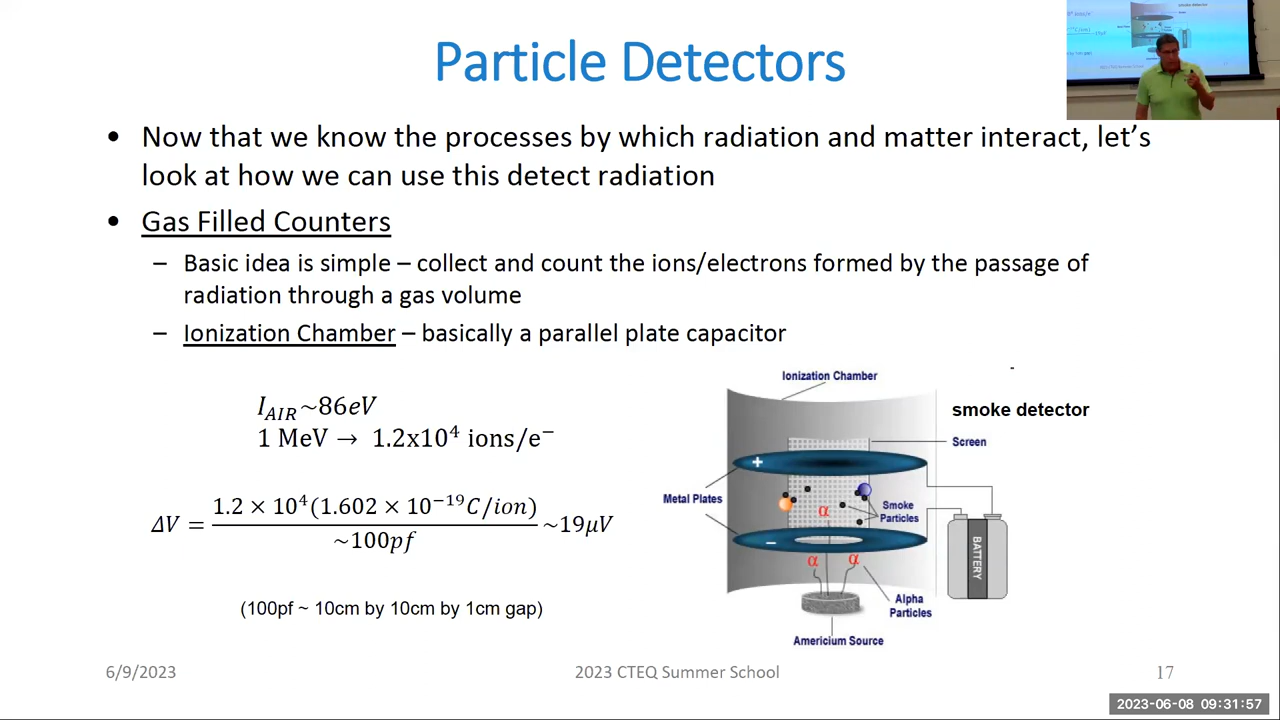 Particle Detectors
• Now that we know the processes by which radiation and matter interact, let's
look at how we can use this detect radiation
• Gas Filled Counters
– Basic idea is simple – collect and count the ions/electrons formed by the passage of
radiation through a gas volume
– Ionization Chamber – basically a parallel plate capacitor
I_AIR~86eV
1 MeV → 1.2x10⁴ ions/e⁻
ΔV = 1.2 × 10⁴(1.602 × 10⁻¹⁹C/ion) / ~100pf ~19μV
(100pf ~ 10cm by 10cm by 1cm gap)
Ionization Chamber
smoke detector
Screen
+
Metal Plates
Smoke
Particles
α
–
α α
BATTERY
Alpha
Particles
Americium Source
6/9/2023 2023 CTEQ Summer School 17
2023-06-08 09:31:57